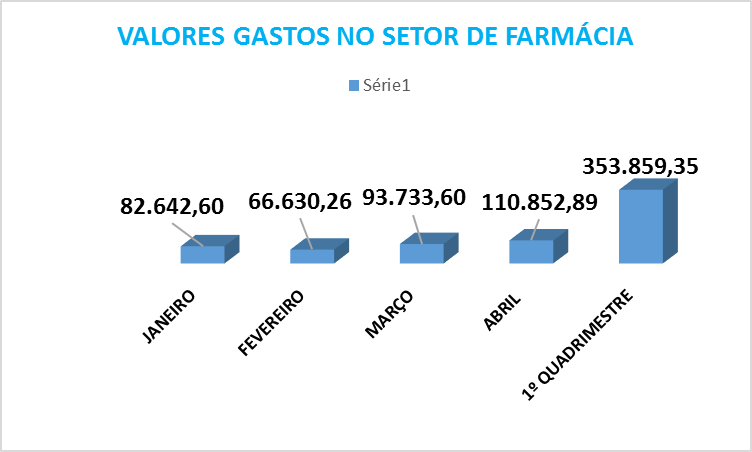 VALORES GASTOS NO SETOR DE FARMÁCIA
Série1
82.642,60
66.630,26
93.733,60
110.852,89
353.859,35
JANEIRO
FEVEREIRO
MARÇO
ABRIL
1º QUADRIMESTRE